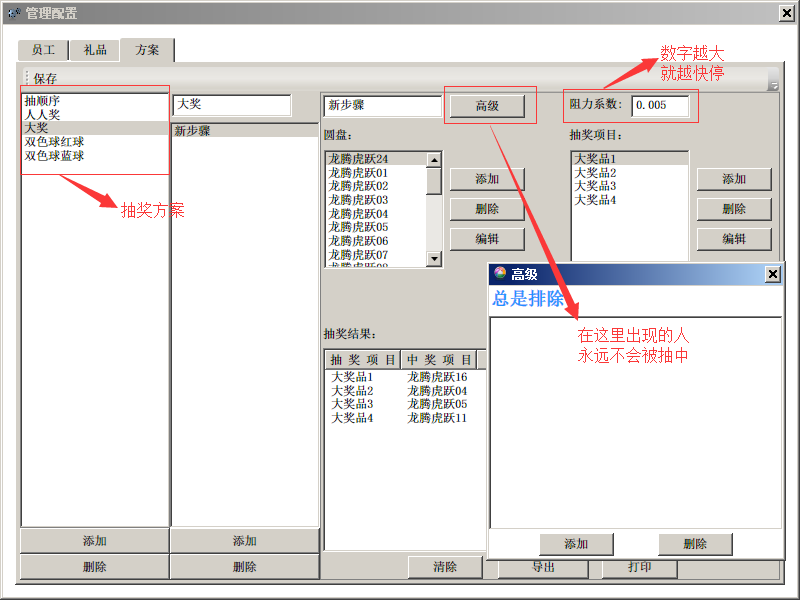 管理配置
员工
礼品
方案
保存
数字越大
就越快停
抽顺序
人人奖
大奖
双色球红球
双色球蓝球
抽奖方案
大奖
新步骤
新步骤
高级
阻力系数:
0.005
圆盘:
龙腾虎跃24
龙腾虎跃01
龙腾虎跃02
龙腾虎跃03
龙腾虎跃04
龙腾虎跃05
龙腾虎跃06
龙腾虎跃07
龙腾虎跃08
添加
删除
编辑
抽奖项目:
大奖品1
大奖品2
大奖品3
大奖品4
添加
删除
编辑
抽奖结果:
抽 奖 项 目
中 奖 项 目
大奖品1 龙腾虎跃16
大奖品2 龙腾虎跃04
大奖品3 龙腾虎跃05
大奖品4 龙腾虎跃11
高级
总是排除
在这里出现的人
永远不会被抽中
添加
删除
添加
添加
删除
删除
清除
导出
打印